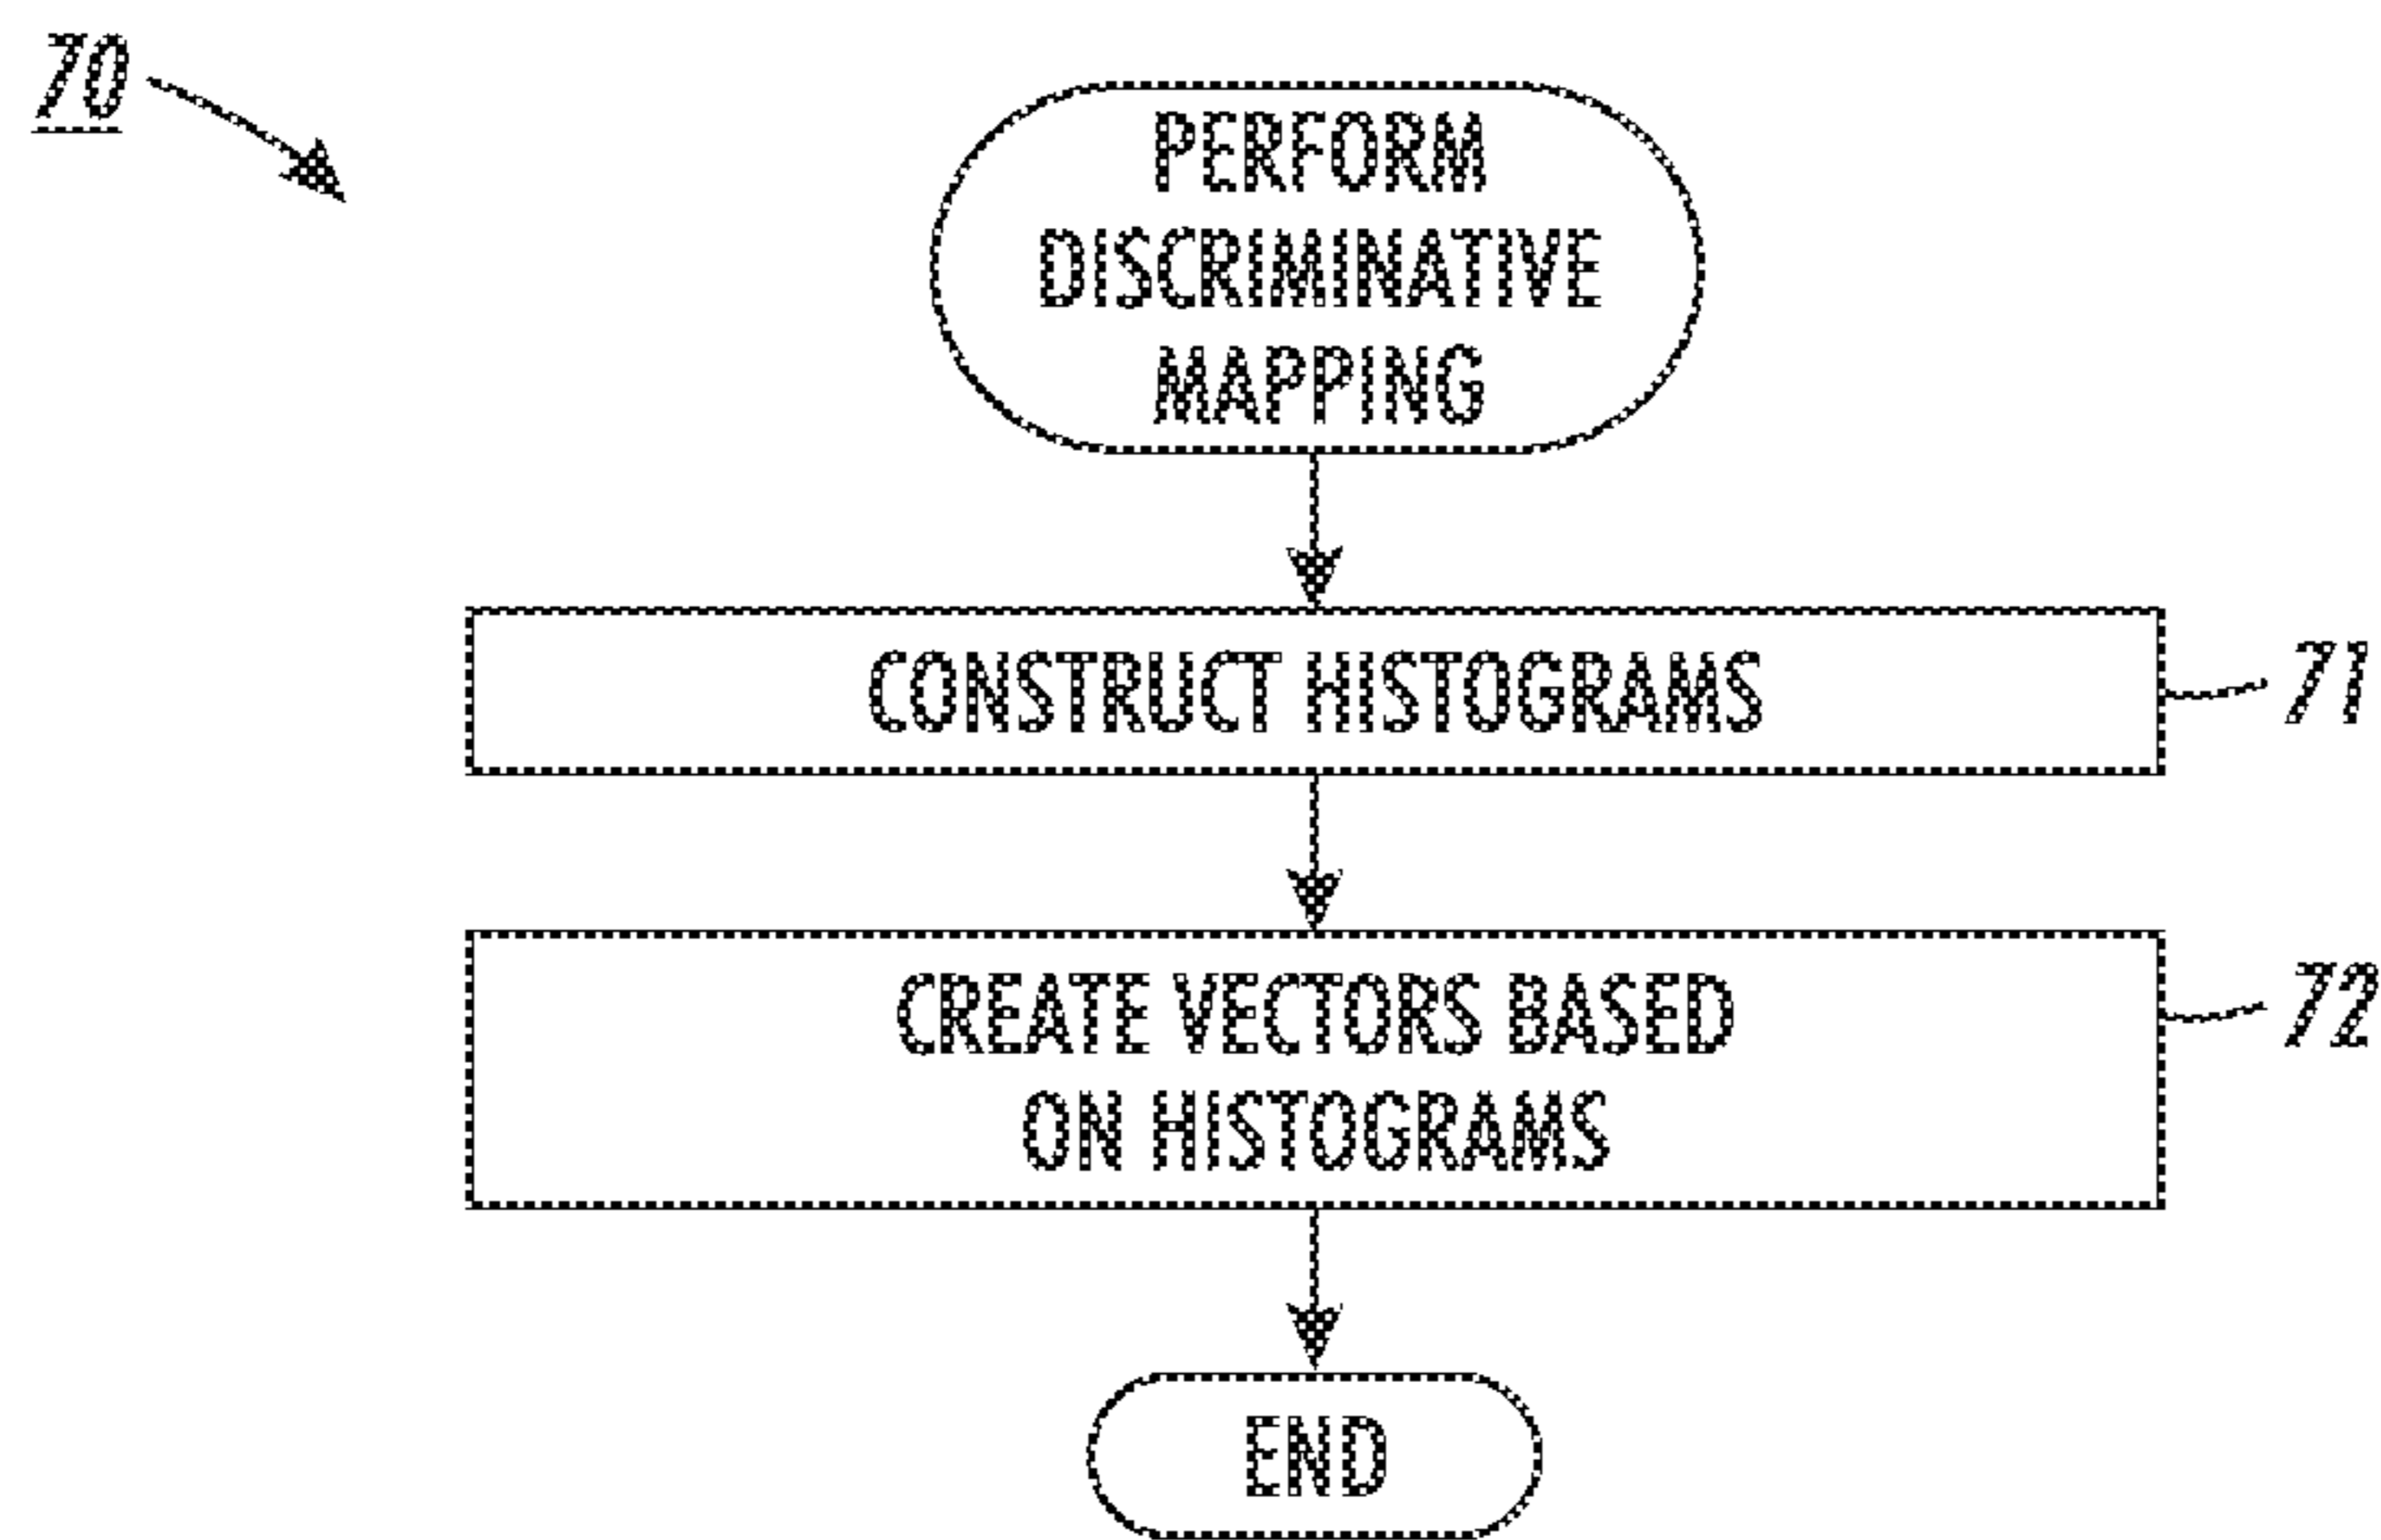 70
PERFORM
DISCRIMINATIVE
MAPPING
CONSTRUCT HISTOGRAMS
71
CREATE VECTORS BASED
ON HISTOGRAMS
72
END